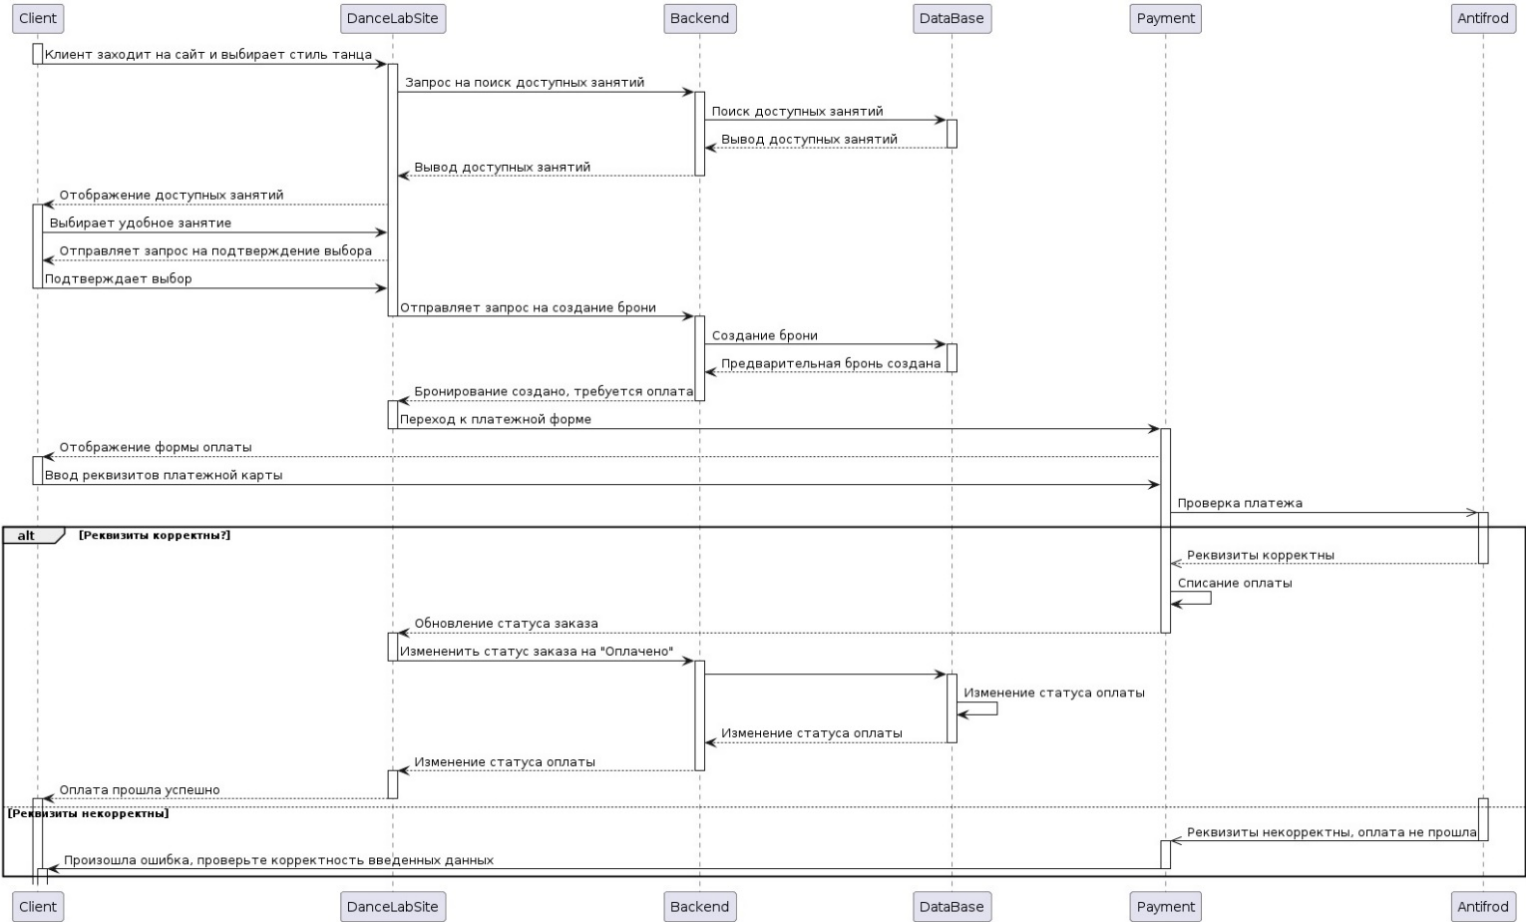 Client DanceLabSite Backend DataBase Payment Antifrod
Клиент заходит на сайт и выбирает стиль танца
Запрос на поиск доступных занятий
Поиск доступных занятий
Вывод доступных занятий
Вывод доступных занятий
Отображение доступных занятий
Выбирает удобное занятие
Отправляет запрос на подтверждение выбора
Подтверждает выбор
Отправляет запрос на создание брони
Создание брони
Предварительная бронь создана
Бронирование создано, требуется оплата
Переход к платежной форме
Отображение формы оплаты
Ввод реквизитов платежной карты
Проверка платежа
alt [Реквизиты корректны?]
Реквизиты корректны
Списание оплаты
Обновление статуса заказа
Измененить статус заказа на "Оплачено"
Изменение статуса оплаты
Изменение статуса оплаты
Изменение статуса оплаты
Оплата прошла успешно
[Реквизиты некорректны]
Реквизиты некорректны, оплата не прошла
Произошла ошибка, проверьте корректность введенных данных
Client DanceLabSite Backend DataBase Payment Antifrod